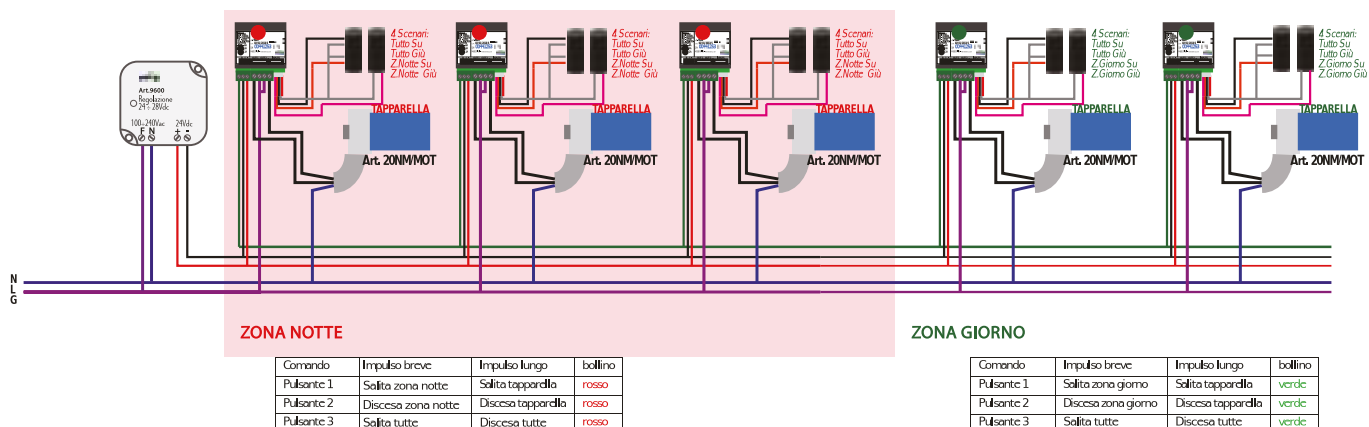 4 Scenari:
Tutto Su
Tutto Giù
Z.Notte Su
Z.Notte Giù
4 Scenari:
Tutto Su
Tutto Giù
Z.Notte Su
Z.Notte Giù
4 Scenari:
Tutto Su
Tutto Giù
Z.Notte Su
Z.Notte Giù
4 Scenari:
Tutto Su
Tutto Giù
Z.Giorno Su
Z.Giorno Giù
4 Scenari:
Tutto Su
Tutto Giù
Z.Giorno Su
Z.Giorno Giù
Art.9600
Regolazione
24÷28Vdc
100÷240Vac 24Vdc
F N + -
TAPPARELLA
Art. 20NM/MOT
TAPPARELLA
Art. 20NM/MOT
TAPPARELLA
Art. 20NM/MOT
TAPPARELLA
Art. 20NM/MOT
TAPPARELLA
Art. 20NM/MOT
N
L
G
ZONA NOTTE
Comando Impulso breve Impulso lungo bollino
Pulsante 1 Salita zona notte Salita tapparella rosso
Pulsante 2 Discesa zona notte Discesa tapparella rosso
Pulsante 3 Salita tutte Discesa tutte rosso
ZONA GIORNO
Comando Impulso breve Impulso lungo bollino
Pulsante 1 Salita zona giorno Salita tapparella verde
Pulsante 2 Discesa zona giorno Discesa tapparella verde
Pulsante 3 Salita tutte Discesa tutte verde